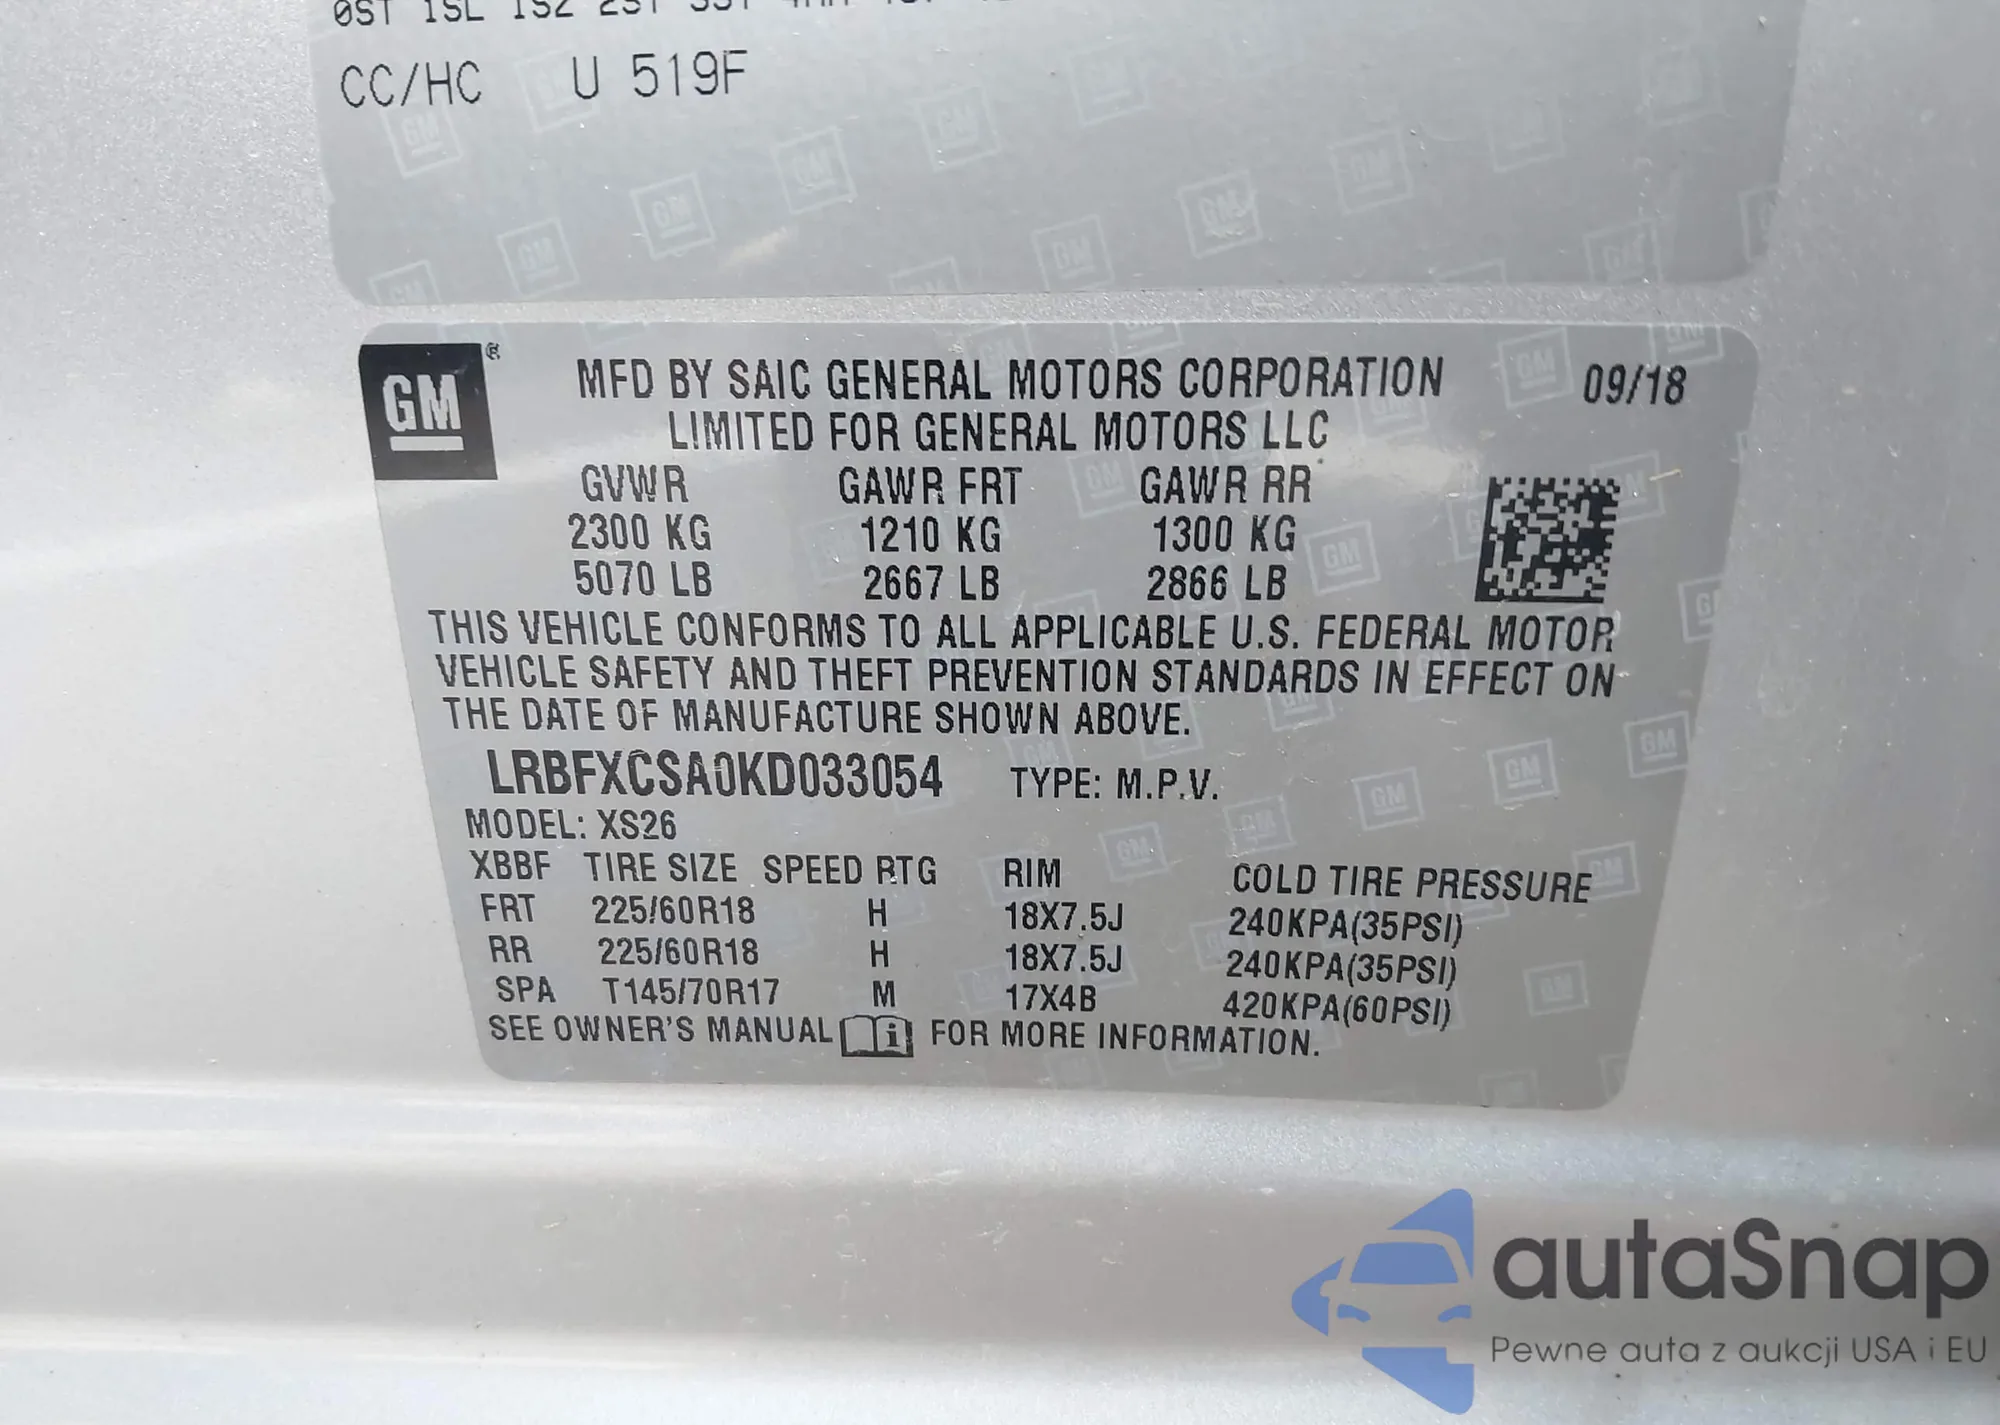 0ST 1SL 1SZ 2ST
CC/HC U 519F
GM®
MFD BY SAIC GENERAL MOTORS CORPORATION 09/18
LIMITED FOR GENERAL MOTORS LLC
GVWR GAWR FRT GAWR RR
2300 KG 1210 KG 1300 KG
5070 LB 2667 LB 2866 LB
THIS VEHICLE CONFORMS TO ALL APPLICABLE U.S. FEDERAL MOTOR
VEHICLE SAFETY AND THEFT PREVENTION STANDARDS IN EFFECT ON
THE DATE OF MANUFACTURE SHOWN ABOVE.
LRBFXCSA0KD033054 TYPE: M.P.V.
MODEL: XS26
XBBF TIRE SIZE SPEED RTG RIM COLD TIRE PRESSURE
FRT 225/60R18 H 18X7.5J 240KPA(35PSI)
RR 225/60R18 H 18X7.5J 240KPA(35PSI)
SPA T145/70R17 M 17X4B 420KPA(60PSI)
SEE OWNER'S MANUAL i FOR MORE INFORMATION.
autaSnap
Pewne auta z aukcji USA i EU